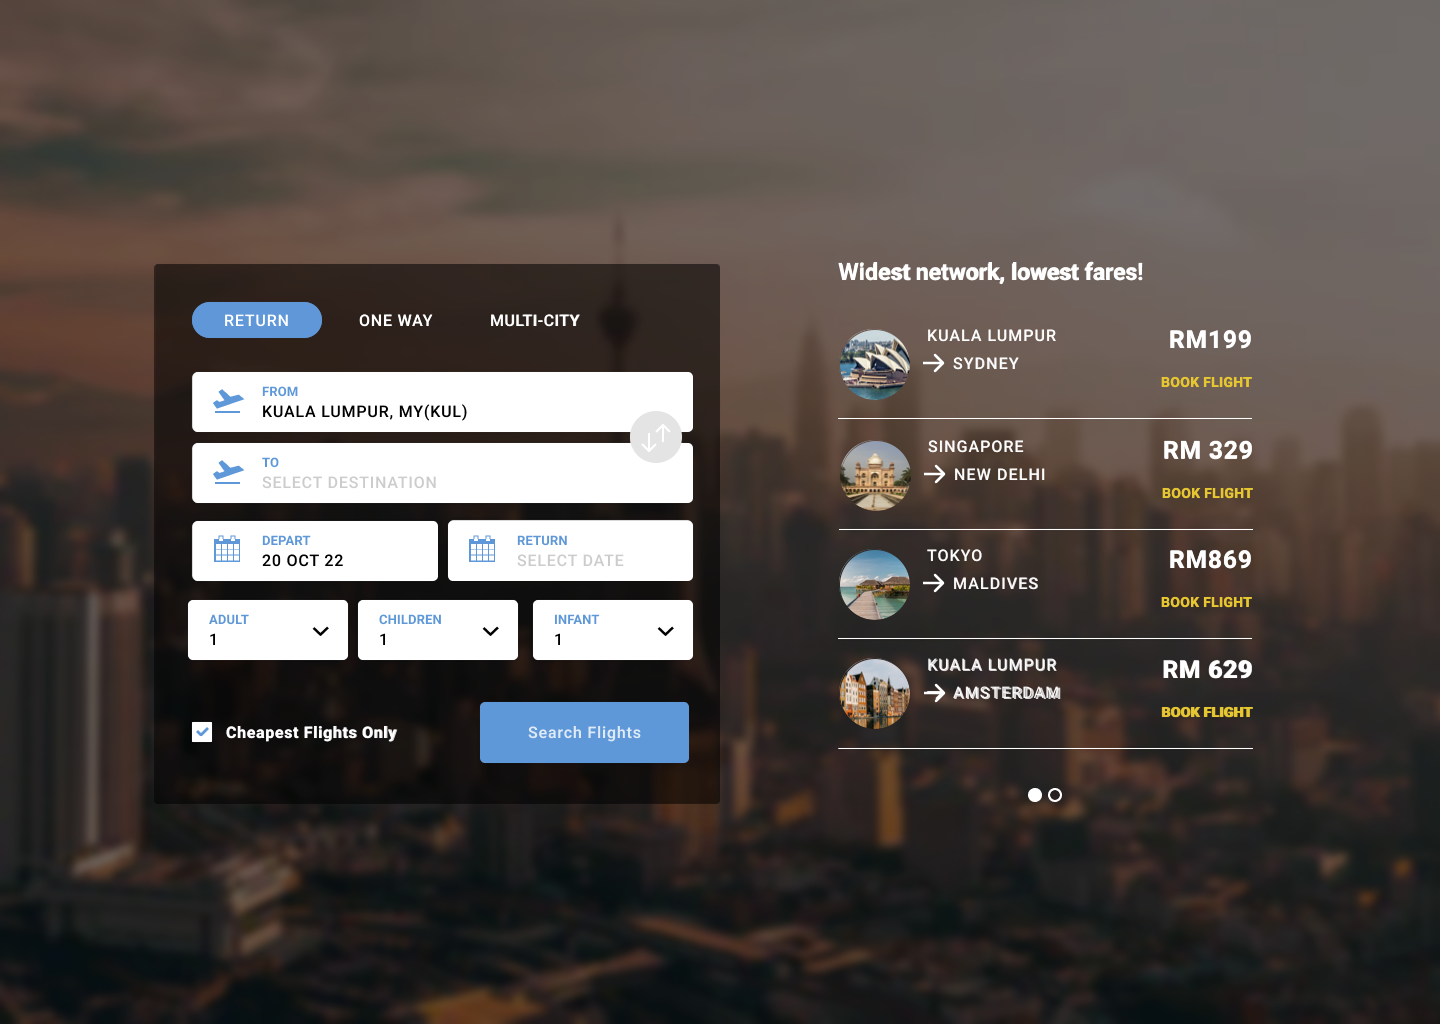 RETURN
ONE WAY
MULTI-CITY
FROM
KUALA LUMPUR, MY(KUL)
TO
SELECT DESTINATION
DEPART
20 OCT 22
RETURN
SELECT DATE
ADULT
1
CHILDREN
1
INFANT
1
Cheapest Flights Only
Search Flights
Widest network, lowest fares!
KUALA LUMPUR
SYDNEY
RM199
BOOK FLIGHT
SINGAPORE
NEW DELHI
RM 329
BOOK FLIGHT
TOKYO
MALDIVES
RM869
BOOK FLIGHT
KUALA LUMPUR
AMSTERDAM
RM 629
BOOK FLIGHT